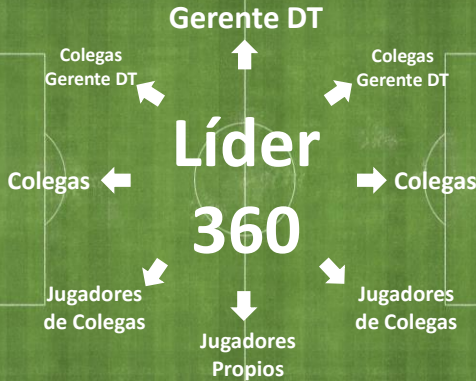 Gerente DT
Colegas
Gerente DT
Colegas
Gerente DT
Líder
360
Colegas
Colegas
Jugadores
de Colegas
Jugadores
de Colegas
Jugadores
Propios